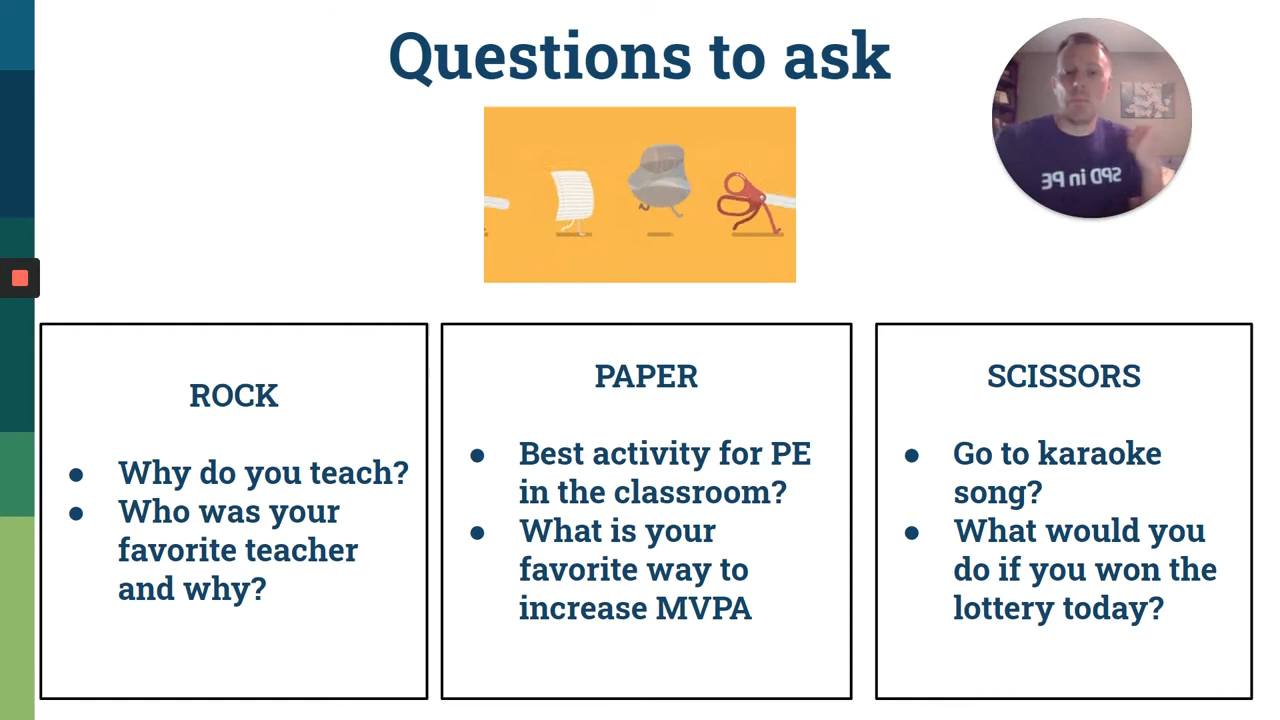 Questions to ask
SPD in PE
ROCK
● Why do you teach?
● Who was your
favorite teacher
and why?
PAPER
● Best activity for PE
in the classroom?
● What is your
favorite way to
increase MVPA
SCISSORS
● Go to karaoke
song?
● What would you
do if you won the
lottery today?